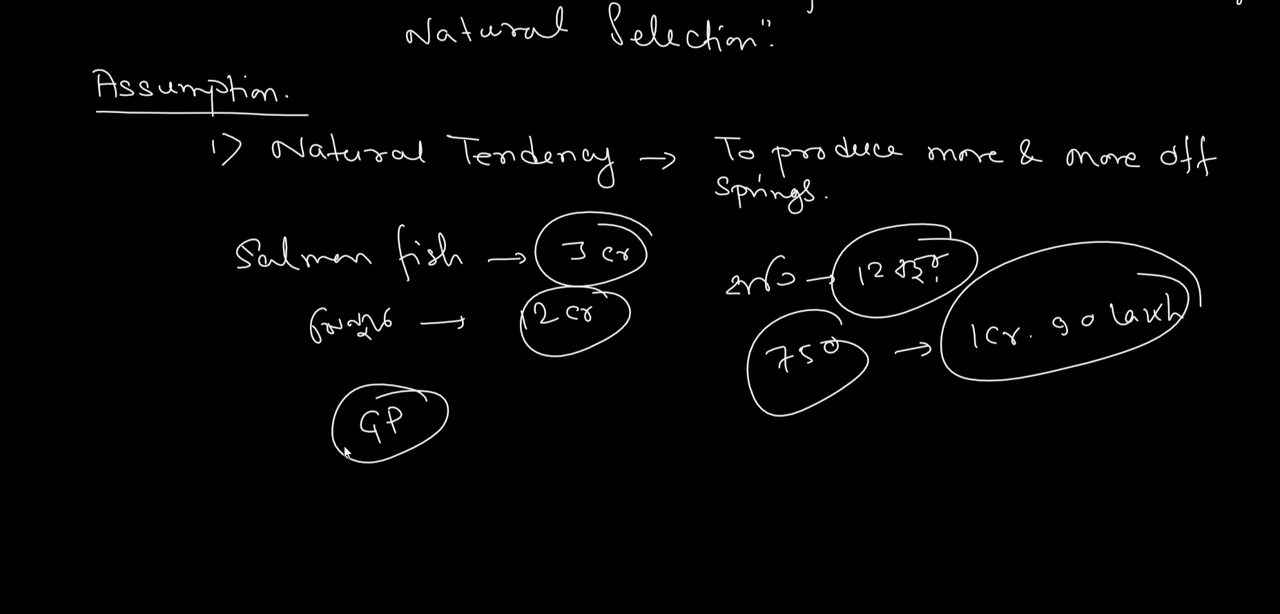 Natural Selection".
Assumption.
1) Natural Tendency → To produce more & more off
springs.
Salmon fish → 3 cr
হাতি → 12
ঝিনুক → 12 cr
750 → 1cr. 90 lakh
GP